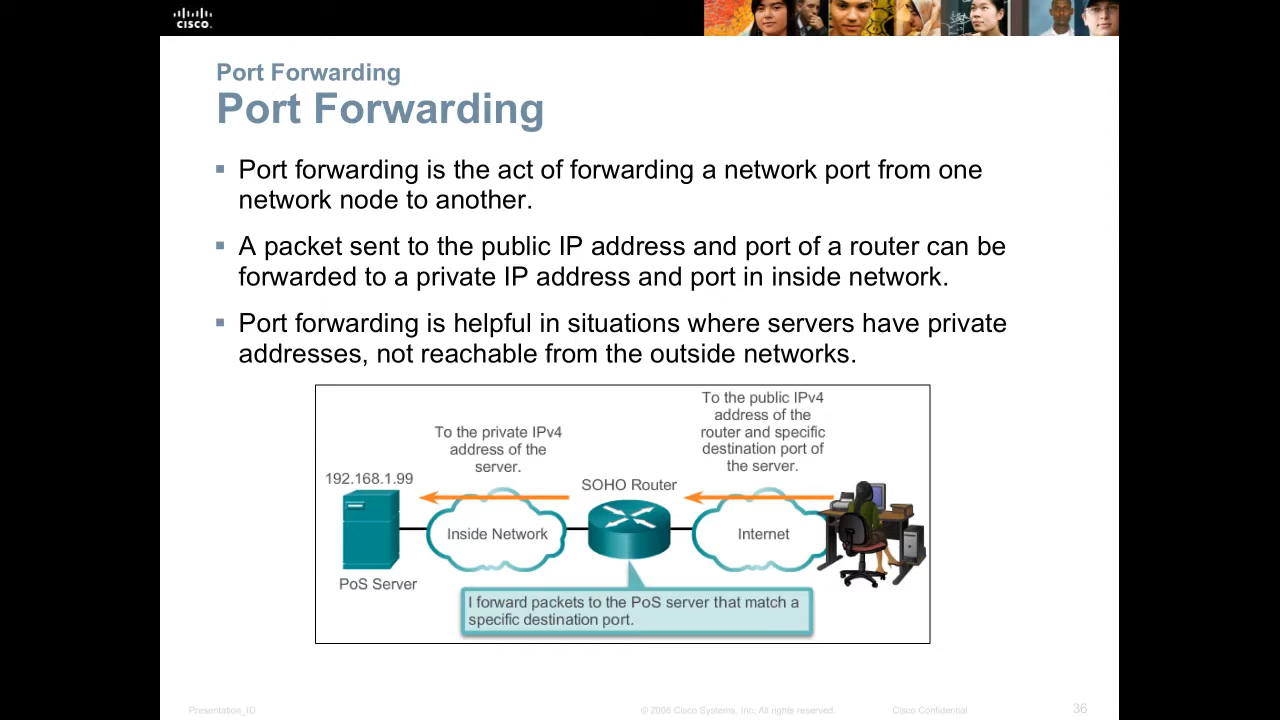 CISCO.
Port Forwarding
Port Forwarding
Port forwarding is the act of forwarding a network port from one
network node to another.
A packet sent to the public IP address and port of a router can be
forwarded to a private IP address and port in inside network.
Port forwarding is helpful in situations where servers have private
addresses, not reachable from the outside networks.
To the public IPv4
address of the
router and specific
destination port of
the server.
To the private IPv4
address of the
server.
192.168.1.99
SOHO Router
Inside Network
Internet
PoS Server
I forward packets to the PoS server that match a
specific destination port.
Presentation_ID
© 2008 Cisco Systems, Inc. All rights reserved.
Cisco Confidential
36